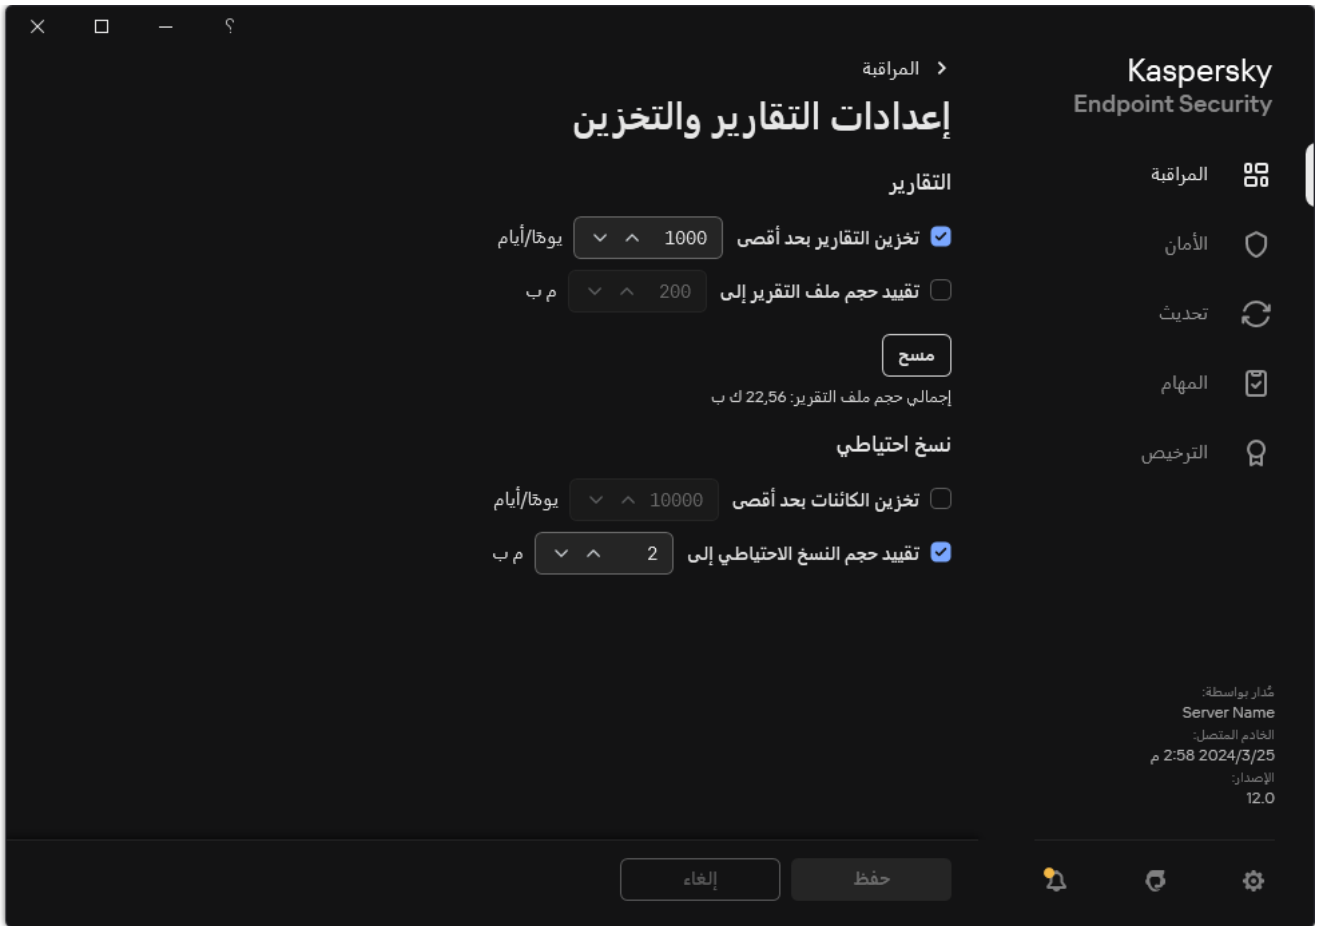 ؟
Kaspersky
Endpoint Security
المراقبة
الأمان
تحديث
المهام
الترخيص
مُدار بواسطة:
Server Name
الخادم المتصل:
2024/3/25 2:58 م
الإصدار:
12.0
المراقبة
إعدادات التقارير والتخزين
التقارير
تخزين التقارير بحد أقصى 1000 يومًا/أيام
تقييد حجم ملف التقرير إلى 200 م ب
مسح
إجمالي حجم ملف التقرير: 22,56 ك ب
نسخ احتياطي
تخزين الكائنات بحد أقصى 10000 يومًا/أيام
تقييد حجم النسخ الاحتياطي إلى 2 م ب
حفظ
إلغاء